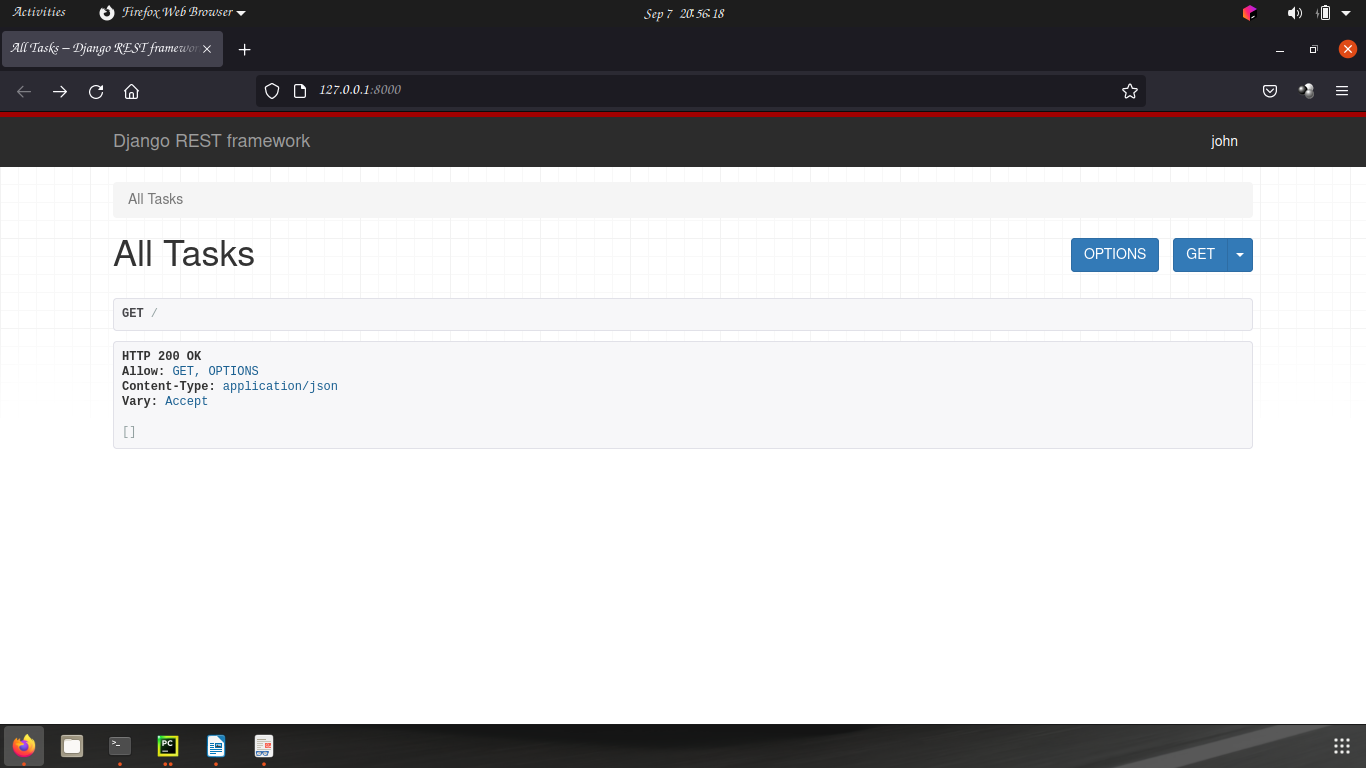 Activities
Firefox Web Browser
Sep 7 20:56:18
All Tasks – Django REST framewor
127.0.0.1:8000
Django REST framework
john
All Tasks
All Tasks
OPTIONS
GET
GET /
HTTP 200 OK
Allow: GET, OPTIONS
Content-Type: application/json
Vary: Accept
[]
>_
PC